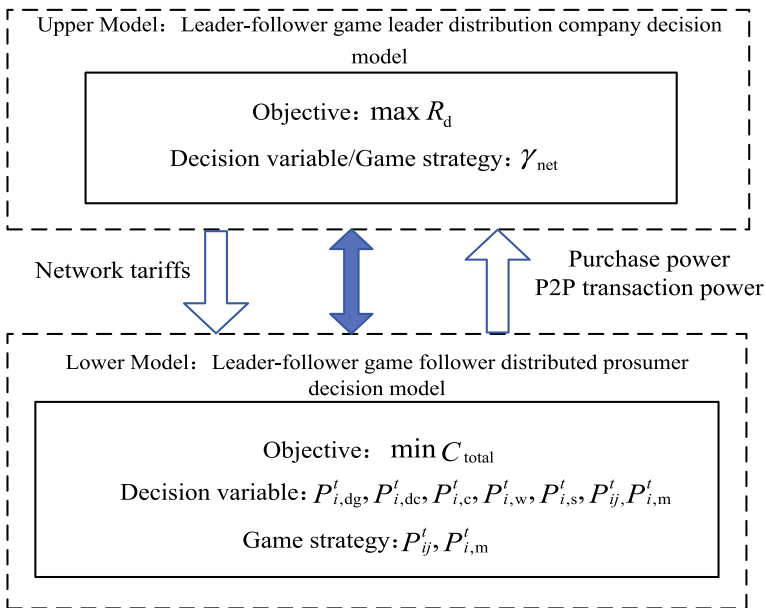 Upper Model：Leader-follower game leader distribution company decision
model
Objective：max R_d
Decision variable/Game strategy：γ_net
Network tariffs
Purchase power
P2P transaction power
Lower Model：Leader-follower game follower distributed prosumer
decision model
Objective：min C_total
Decision variable：P^t_{i,dg}, P^t_{i,dc}, P^t_{i,c}, P^t_{i,w}, P^t_{i,s}, P^t_{ij}, P^t_{i,m}
Game strategy：P^t_{ij}, P^t_{i,m}